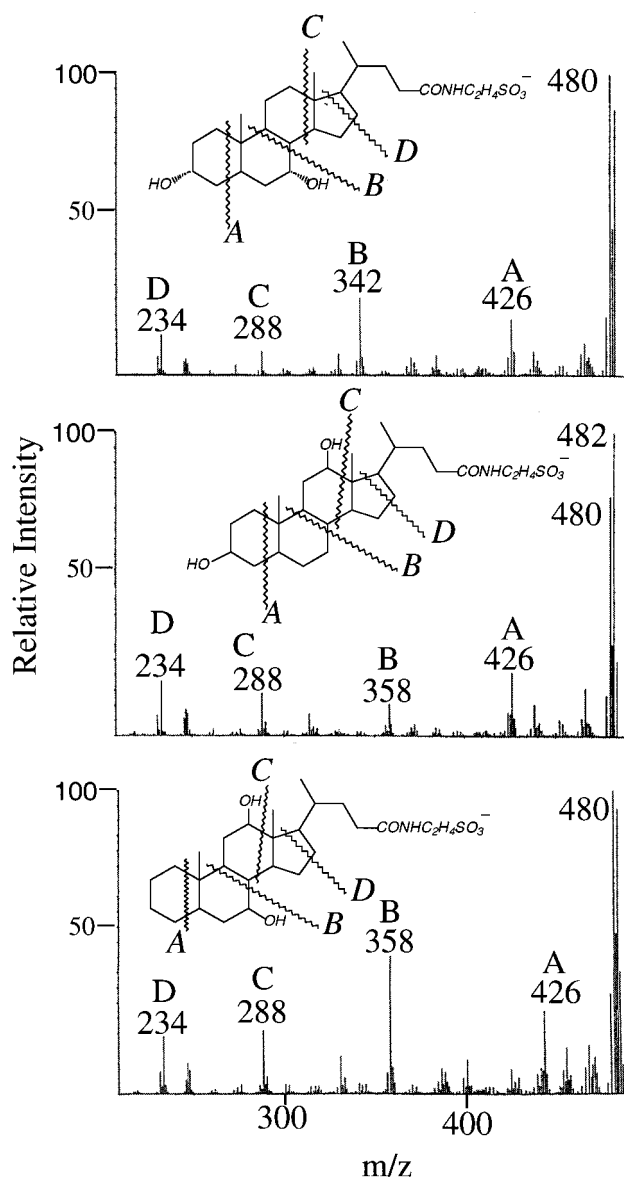 C
100
CONHC₂H₄SO₃⁻
480
D
HO
OH
B
50
A
B
D
C
342
A
234
288
426
C
100
OH
482
CONHC₂H₄SO₃⁻
480
D
HO
B
50
A
D
C
A
B
234
288
358
426
C
100
OH
CONHC₂H₄SO₃⁻
480
D
B
OH
B
50
A
358
D
C
A
234
288
426
300
400
m/z
Relative Intensity